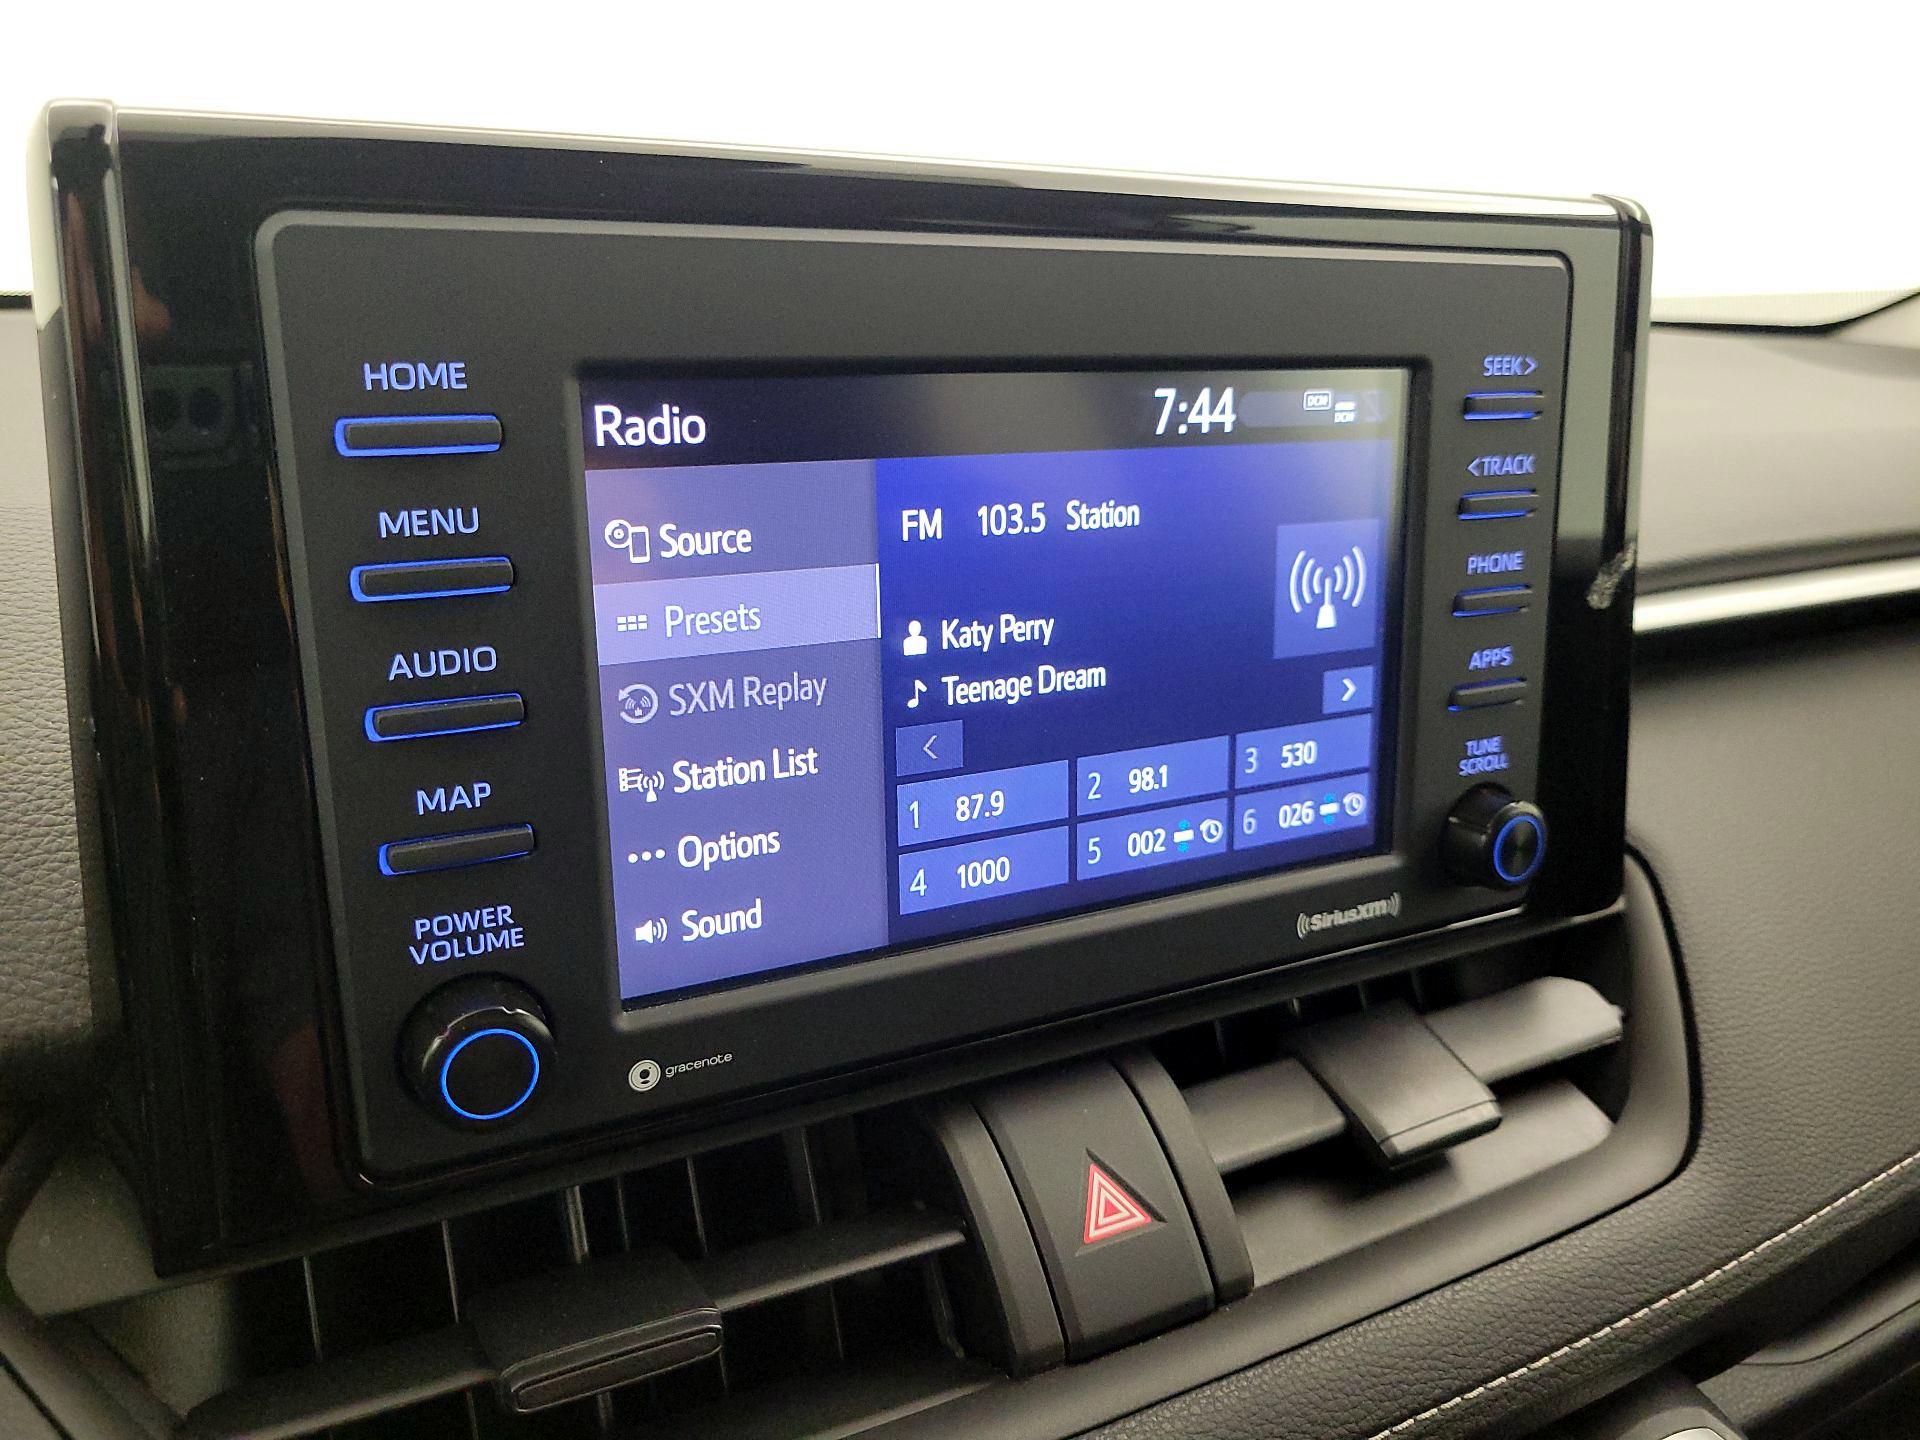 HOME
MENU
AUDIO
MAP
POWER
VOLUME
Radio
7:44
DCM
DCM
Source
Presets
SXM Replay
Station List
Options
Sound
FM 103.5 Station
Katy Perry
Teenage Dream
<
>
1 87.9
2 98.1
3 530
4 1000
5 002
6 026
SEEK>
<TRACK
PHONE
APPS
TUNE
SCROLL
gracenote
SiriusXM